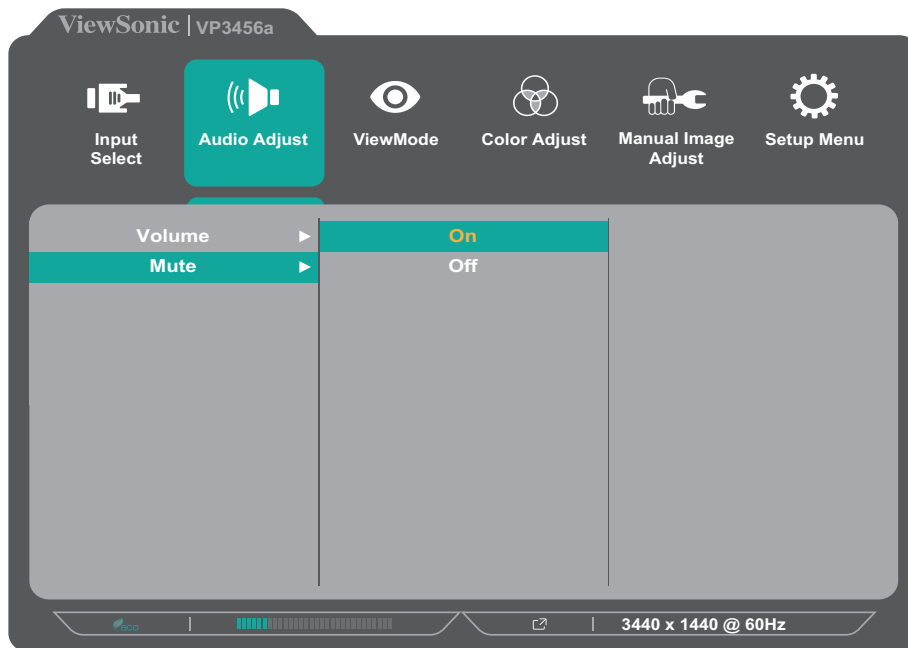 ViewSonic | VP3456a
Input
Select
Audio Adjust
ViewMode
Color Adjust
Manual Image
Adjust
Setup Menu
Volume
On
Mute
Off
eco
3440 x 1440 @ 60Hz